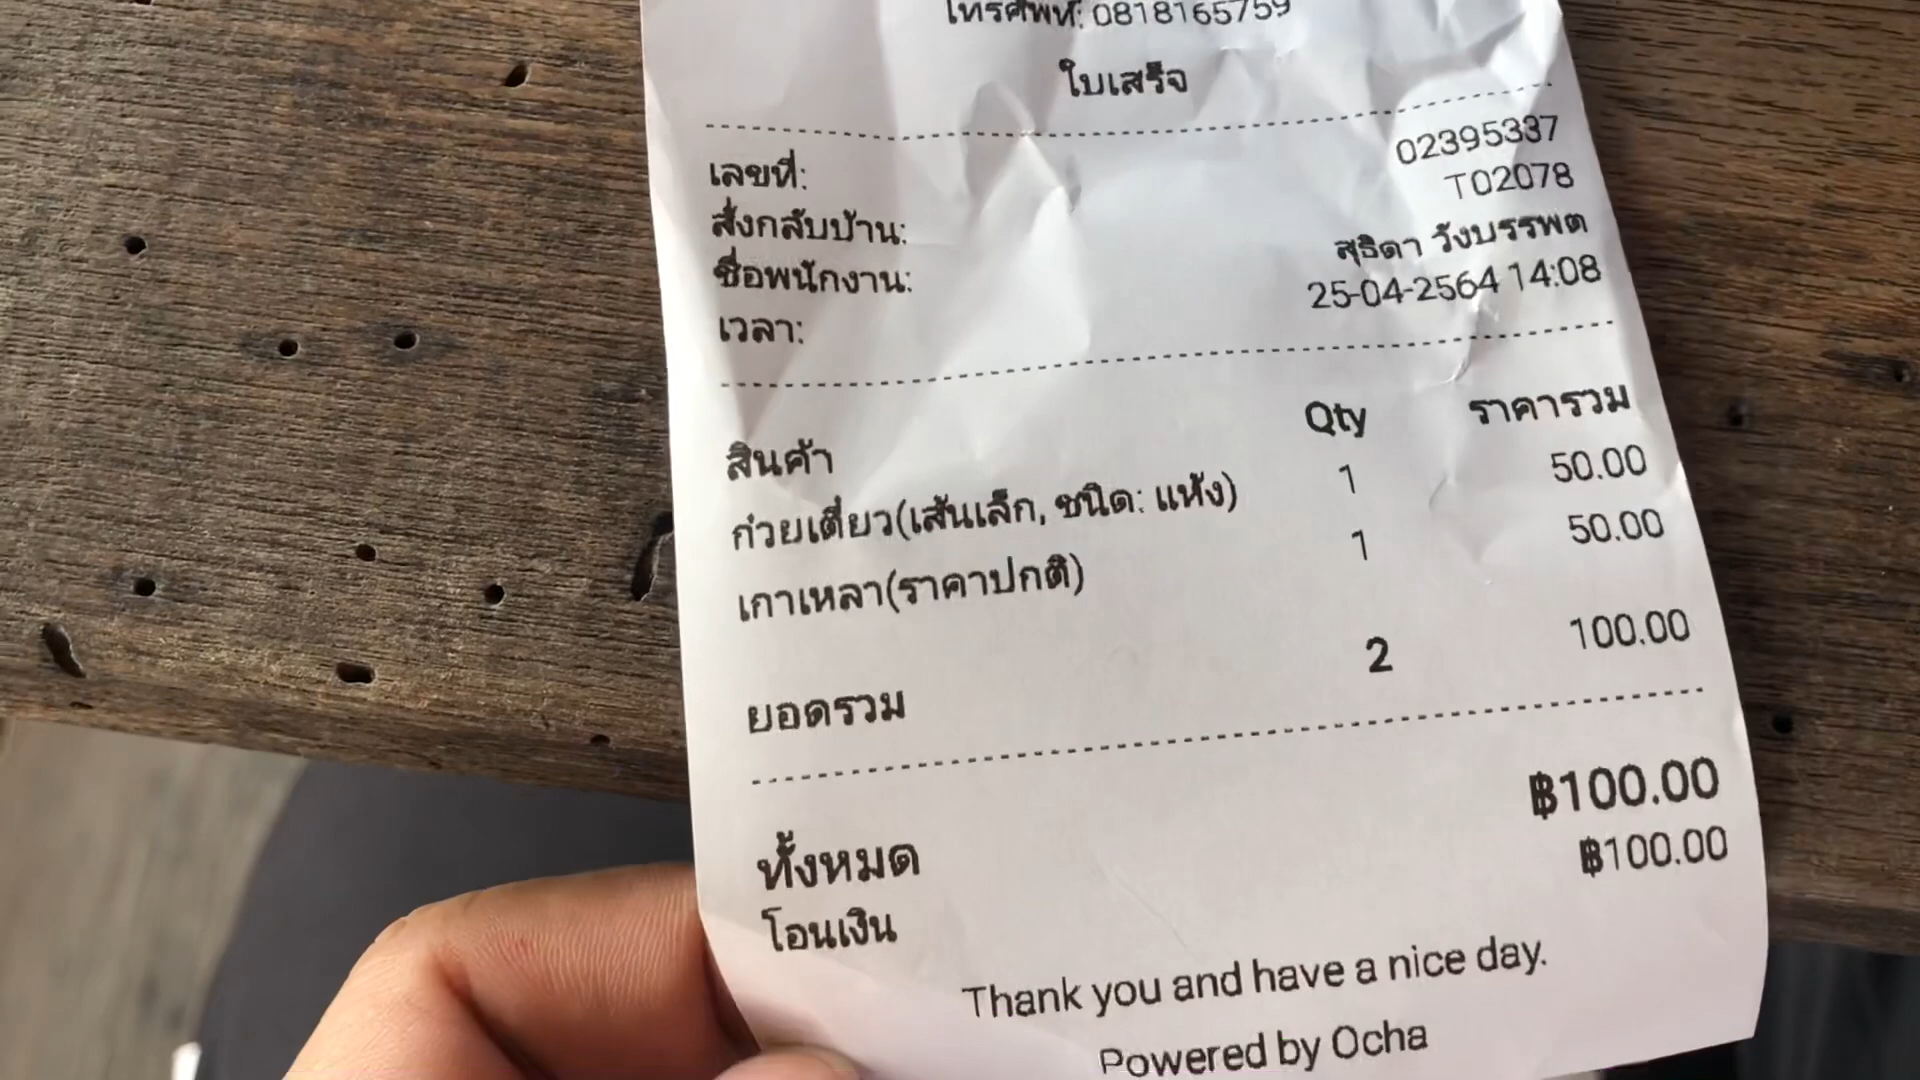 โทรศัพท์: 0818165759
ใบเสร็จ
เลขที่: 02395337
สั่งกลับบ้าน: T02078
ชื่อพนักงาน: สุธิดา วังบรรพต
เวลา: 25-04-2564 14:08
สินค้า Qty ราคารวม
ก๋วยเตี๋ยว(เส้นเล็ก, ชนิด: แห้ง) 1 50.00
เกาเหลา(ราคาปกติ) 1 50.00
ยอดรวม 2 100.00
ทั้งหมด ฿100.00
โอนเงิน ฿100.00
Thank you and have a nice day.
Powered by Ocha